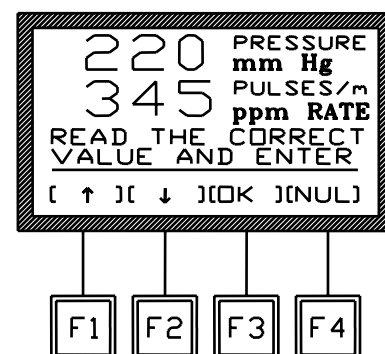 220 PRESSURE
mm Hg
345 PULSES/m
ppm RATE
READ THE CORRECT
VALUE AND ENTER
[ ↑ ][ ↓ ][OK ][NUL]
F1 F2 F3 F4